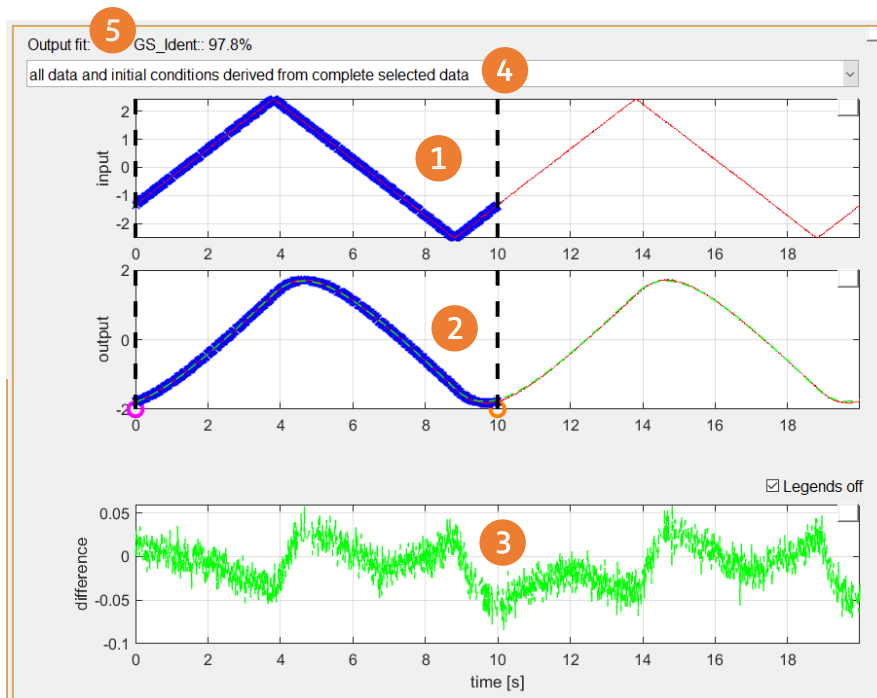 5
Output fit: GS_Ident:: 97.8%
all data and initial conditions derived from complete selected data
4
2
1
0
-1
-2
input
1
0 2 4 6 8 10 12 14 16 18
2
0
-2
output
2
0 2 4 6 8 10 12 14 16 18
Legends off
0.05
0
-0.05
-0.1
difference
3
0 2 4 6 8 10 12 14 16 18
time [s]